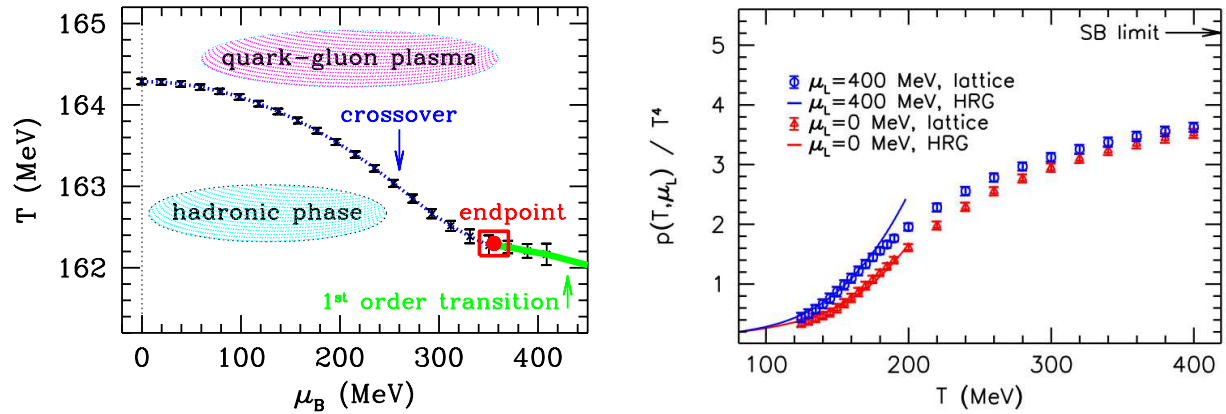 T (MeV)
165
164
163
162
quark-gluon plasma
crossover
hadronic phase
endpoint
1st order transition
0
100
200
300
400
μB (MeV)
p(T,μL) / T4
5
4
3
2
1
SB limit
μL=400 MeV, lattice
μL=400 MeV, HRG
μL=0 MeV, lattice
μL=0 MeV, HRG
100
200
300
400
T (MeV)